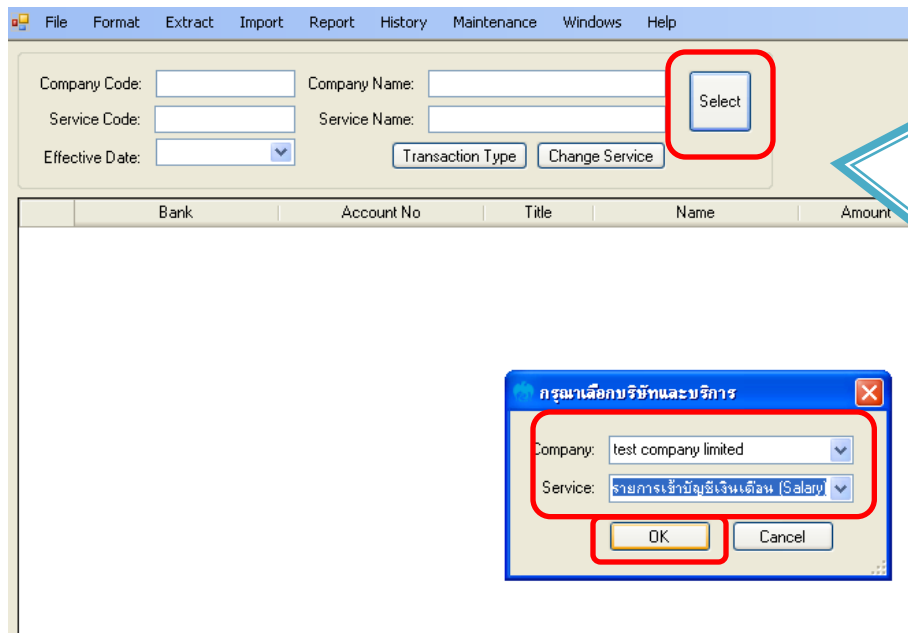 File Format Extract Import Report History Maintenance Windows Help
Company Code: Company Name:
Select
Service Code: Service Name:
Effective Date: Transaction Type Change Service
Bank Account No Title Name Amount
กรุณาเลือกบริษัทและบริการ
Company: test company limited
Service: รายการเข้าบัญชีเงินเดือน (Salary)
OK Cancel